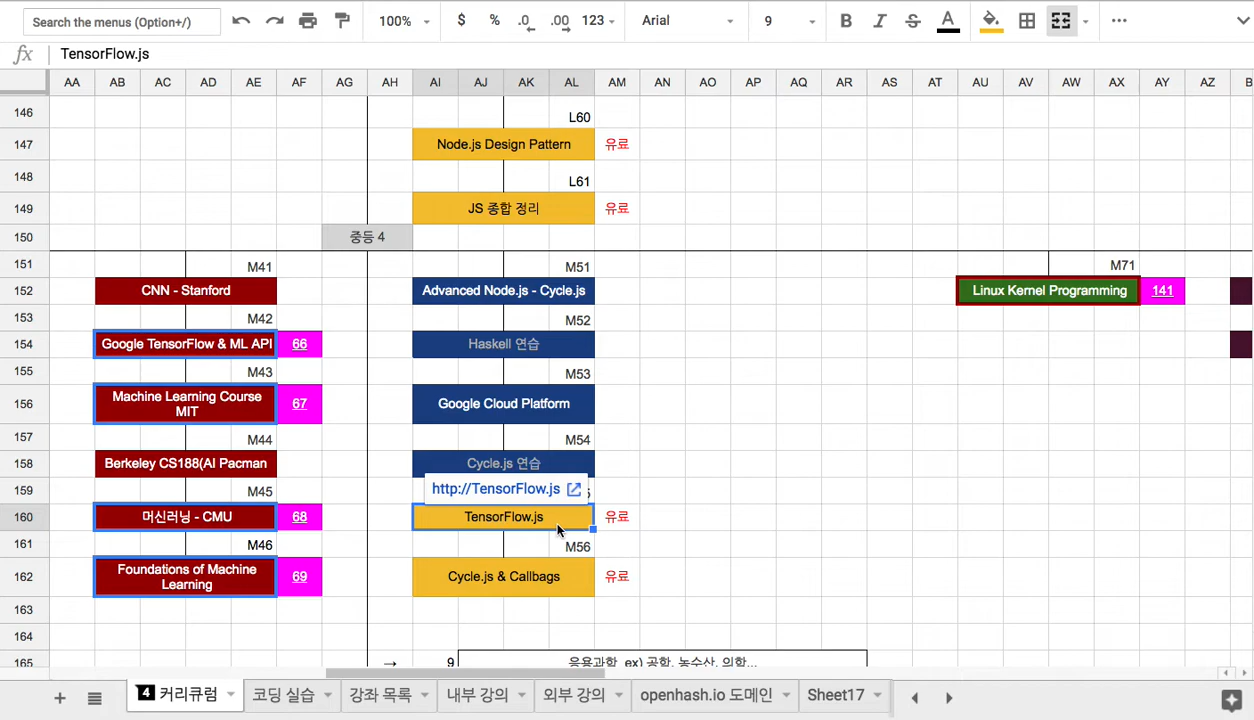 Search the menus (Option+/)
100%
$ % .0 .00 123
Arial
9
B I S A
fx TensorFlow.js
AA AB AC AD AE AF AG AH AI AJ AK AL AM AN AO AP AQ AR AS AT AU AV AW AX AY AZ B
146 L60
147 Node.js Design Pattern 유료
148 L61
149 JS 종합 정리 유료
150 중등 4
151 M41 M51 M71
152 CNN - Stanford Advanced Node.js - Cycle.js Linux Kernel Programming 141
153 M42 M52
154 Google TensorFlow & ML API 66 Haskell 연습
155 M43 M53
156 Machine Learning Course
MIT 67 Google Cloud Platform
157 M44 M54
158 Berkeley CS188(AI Pacman Cycle.js 연습
159 M45 http://TensorFlow.js
160 머신러닝 - CMU 68 TensorFlow.js 유료
161 M46 M56
162 Foundations of Machine
Learning 69 Cycle.js & Callbags 유료
163
164
165 → 9 응용과학 ex) 공학, 농수산, 의학...
+ 4 커리큐럼 코딩 실습 강좌 목록 내부 강의 외부 강의 openhash.io 도메인 Sheet17